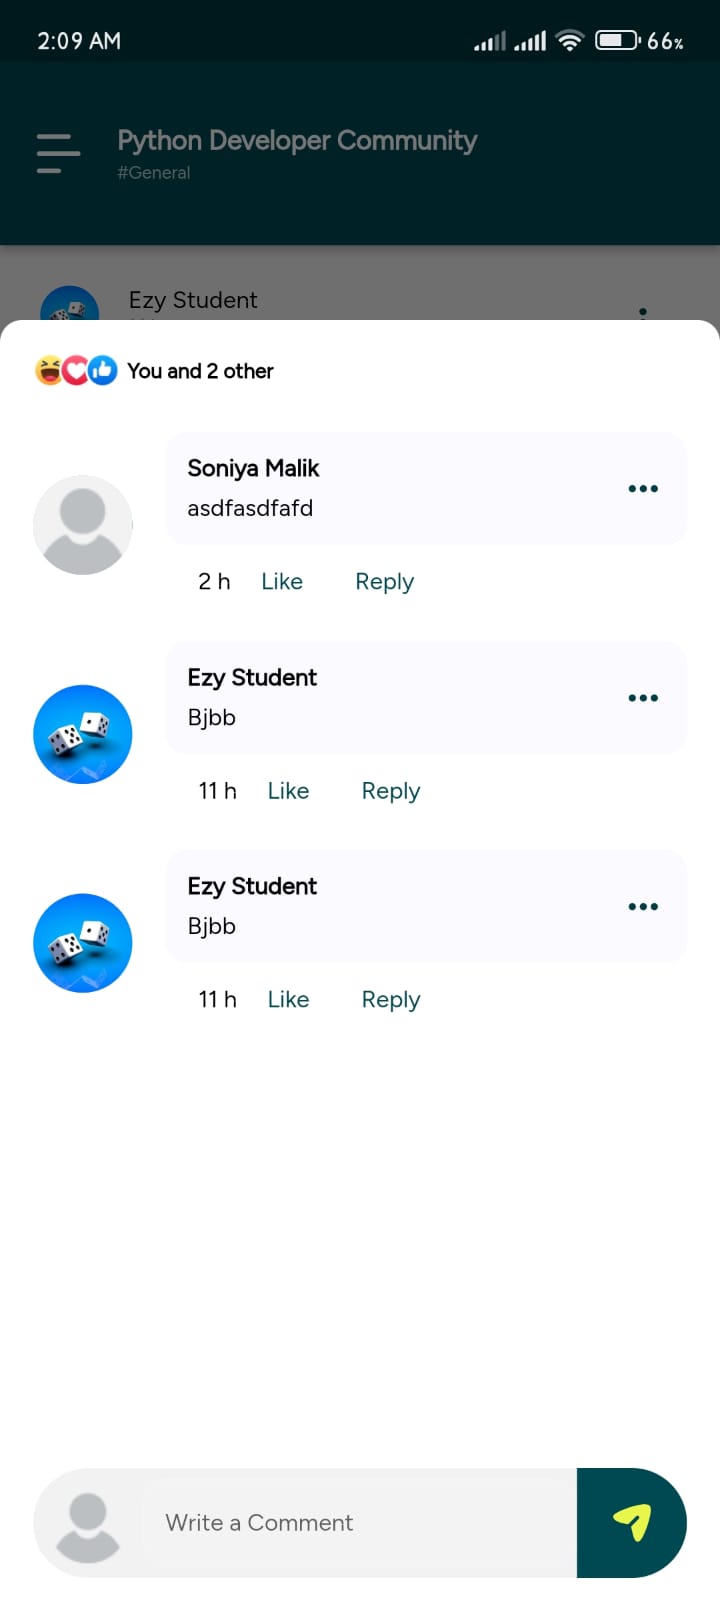 2:09 AM
66%
Python Developer Community
#General
Ezy Student
You and 2 other
Soniya Malik
asdfasdfafd
2 h Like Reply
Ezy Student
Bjbb
11 h Like Reply
Ezy Student
Bjbb
11 h Like Reply
Write a Comment